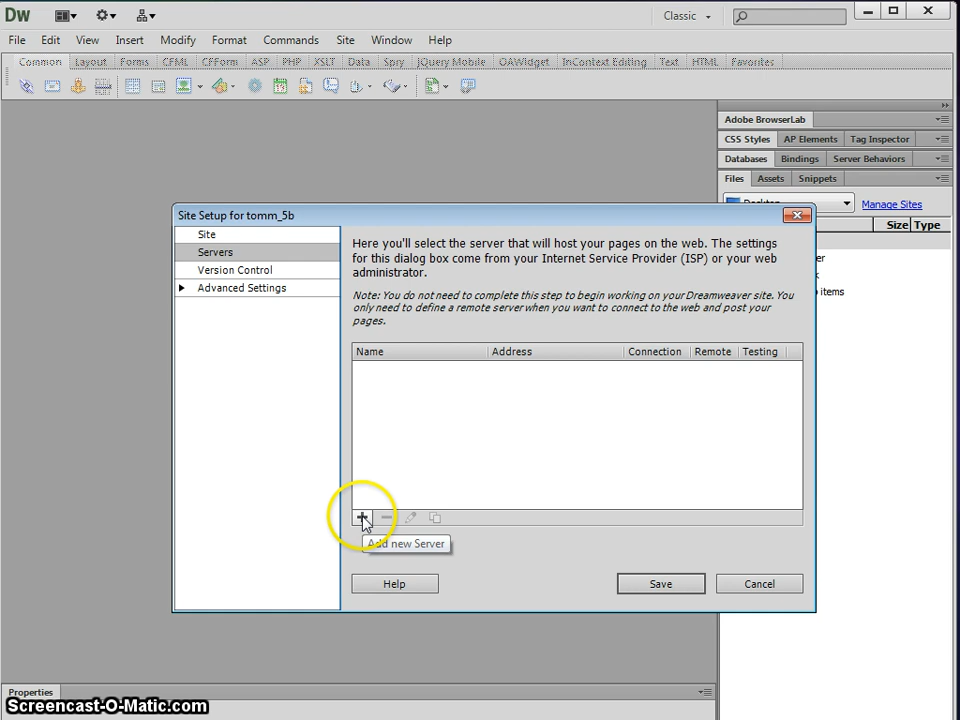 Dw
Classic
File Edit View Insert Modify Format Commands Site Window Help
Common Layout Forms CFML CFForm ASP PHP XSLT Data Spry jQuery Mobile OAWidget InContext Editing Text HTML Favorites
Adobe BrowserLab
CSS Styles AP Elements Tag Inspector
Databases Bindings Server Behaviors
Files Assets Snippets
Desktop Manage Sites
Size Type
Site Setup for tomm_5b
Site
Servers
Version Control
Advanced Settings
Here you'll select the server that will host your pages on the web. The settings
for this dialog box come from your Internet Service Provider (ISP) or your web
administrator.
Note: You do not need to complete this step to begin working on your Dreamweaver site. You
only need to define a remote server when you want to connect to the web and post your
pages.
Name Address Connection Remote Testing
Add new Server
Help Save Cancel
items
Properties
Screencast-O-Matic.com